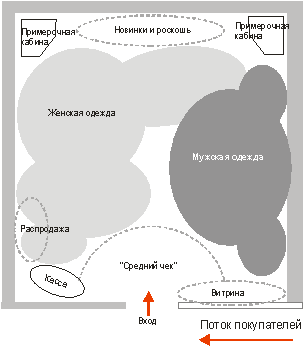 Примерочная
кабина
Новинки и роскошь
Примерочная
кабина
Женская одежда
Мужская одежда
Распродажа
"Средний чек"
Касса
Витрина
Вход
Поток покупателей